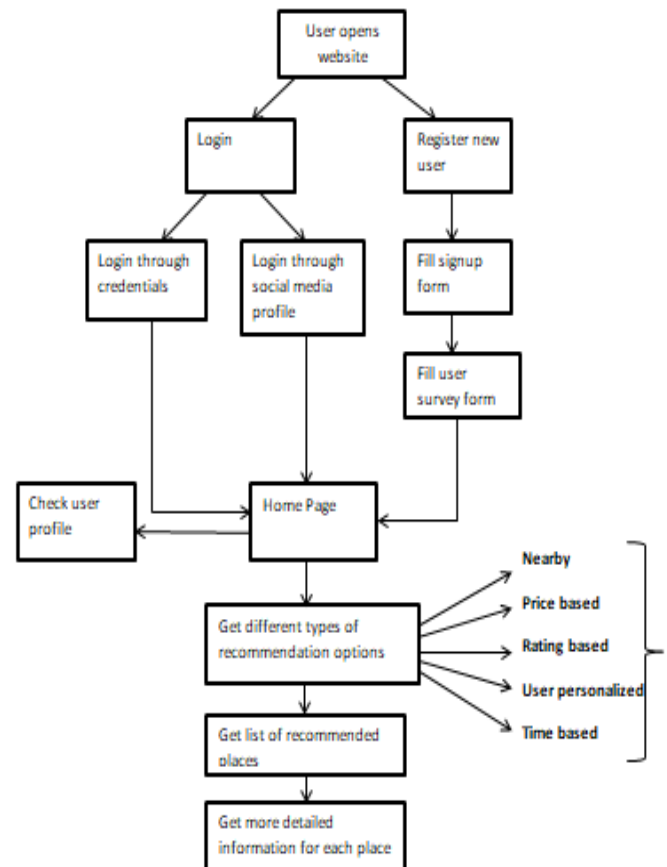 User opens
website
Login
Register new
user
Login through
credentials
Login through
social media
profile
Fill signup
form
Fill user
survey form
Check user
profile
Home Page
Get different types of
recommendation options
Nearby
Price based
Rating based
User personalized
Time based
Get list of recommended
places
Get more detailed
information for each place